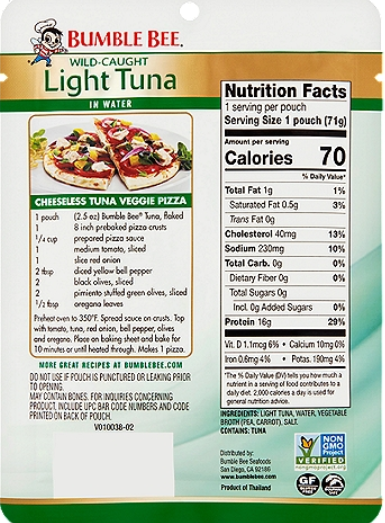 BUMBLE BEE.
WILD-CAUGHT
Light Tuna
IN WATER
CHEESELESS TUNA VEGGIE PIZZA
1 pouch (2.5 oz) Bumble Bee® Tuna, flaked
1 8 inch prebaked pizza crusts
1/4 cup prepared pizza sauce
1 medium tomato, sliced
1 slice red onion
2 tbsp diced yellow bell pepper
2 black olives, sliced
2 pimiento stuffed green olives, sliced
1/2 tbsp oregano leaves
Preheat oven to 350°F. Spread sauce on crusts. Top
with tomato, tuna, red onion, bell pepper, olives
and oregano. Place on baking sheet and bake for
10 minutes or until heated through. Makes 1 pizza.
MORE GREAT RECIPES AT BUMBLEBEE.COM
DO NOT USE IF POUCH IS PUNCTURED OR LEAKING PRIOR
TO OPENING.
MAY CONTAIN BONES. FOR INQUIRIES CONCERNING
PRODUCT, INCLUDE UPC BAR CODE NUMBERS AND CODE
PRINTED ON BACK OF POUCH.
V010038-02
Nutrition Facts
1 serving per pouch
Serving Size 1 pouch (71g)
Amount per serving
Calories 70
% Daily Value*
Total Fat 1g 1%
Saturated Fat 0.5g 3%
Trans Fat 0g
Cholesterol 40mg 13%
Sodium 230mg 10%
Total Carb. 0g 0%
Dietary Fiber 0g 0%
Total Sugars 0g
Incl. 0g Added Sugars 0%
Protein 16g 29%
Vit. D 1.1mcg 6% • Calcium 10mg 0%
Iron 0.6mg 4% • Potas. 190mg 4%
*The % Daily Value (DV) tells you how much a
nutrient in a serving of food contributes to a
daily diet. 2,000 calories a day is used for
general nutrition advice.
INGREDIENTS: LIGHT TUNA, WATER, VEGETABLE
BROTH (PEA, CARROT), SALT.
CONTAINS: TUNA
Distributed by:
Bumble Bee Seafoods
San Diego, CA 92186
www.bumblebee.com
Product of Thailand
NON
GMO
Project
VERIFIED
nongmoproject.org
GF